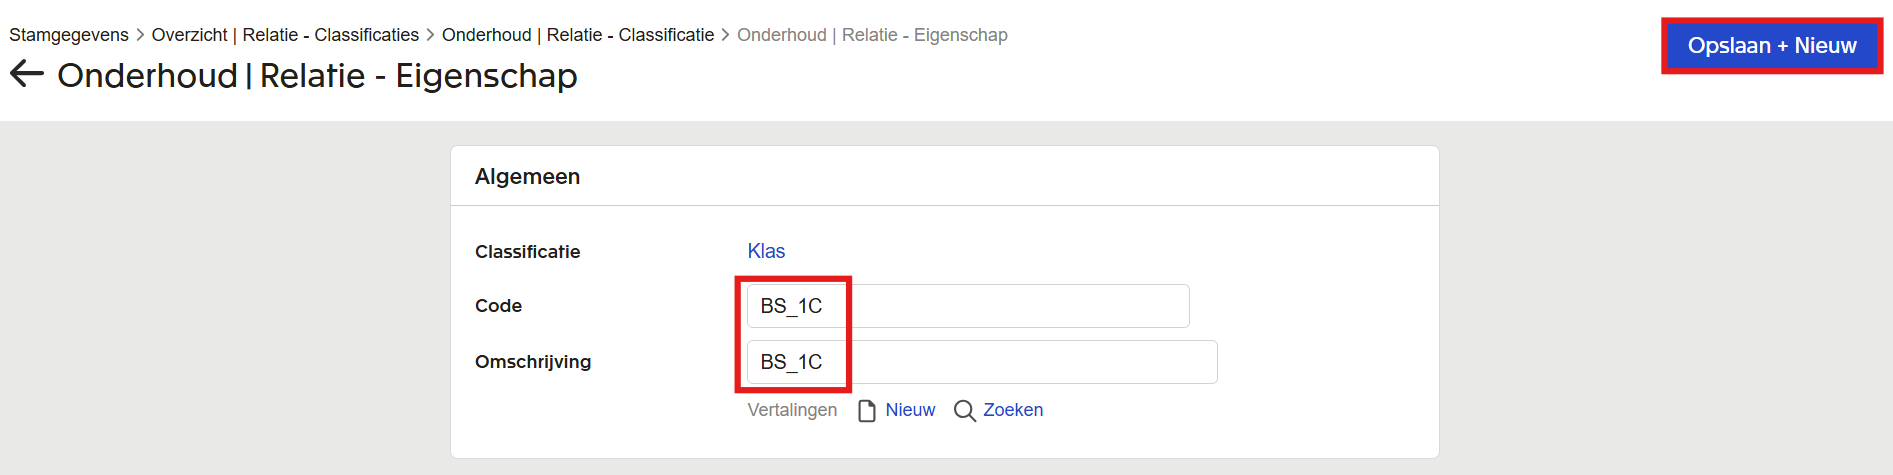 Stamgegevens > Overzicht | Relatie - Classificaties > Onderhoud | Relatie - Classificatie > Onderhoud | Relatie - Eigenschap
Onderhoud | Relatie - Eigenschap
Opslaan + Nieuw
Algemeen
Classificatie Klas
Code BS_1C
Omschrijving BS_1C
Vertalingen Nieuw Zoeken